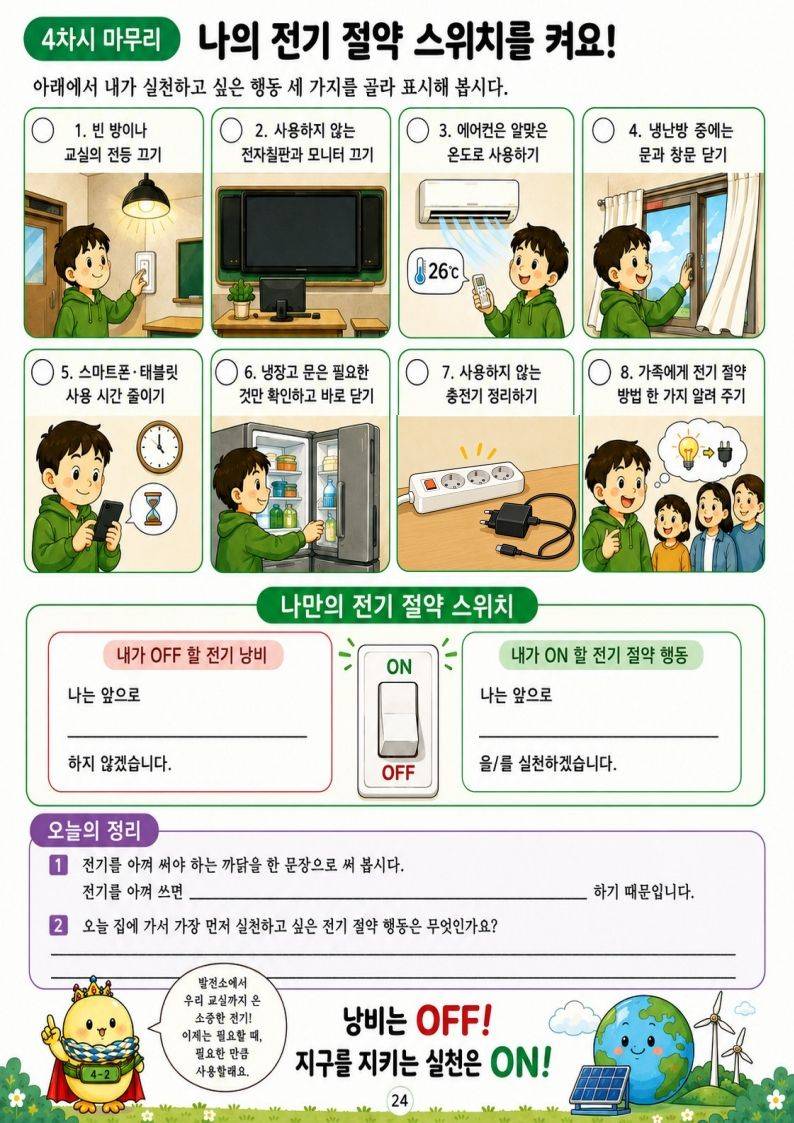 4차시 마무리
나의 전기 절약 스위치를 켜요!
아래에서 내가 실천하고 싶은 행동 세 가지를 골라 표시해 봅시다.
1. 빈 방이나
교실의 전등 끄기
2. 사용하지 않는
전자칠판과 모니터 끄기
3. 에어컨은 알맞은
온도로 사용하기
26℃
4. 냉난방 중에는
문과 창문 닫기
5. 스마트폰·태블릿
사용 시간 줄이기
6. 냉장고 문은 필요한
것만 확인하고 바로 닫기
7. 사용하지 않는
충전기 정리하기
8. 가족에게 전기 절약
방법 한 가지 알려 주기
나만의 전기 절약 스위치
내가 OFF 할 전기 낭비
나는 앞으로
하지 않겠습니다.
ON
OFF
내가 ON 할 전기 절약 행동
나는 앞으로
을/를 실천하겠습니다.
오늘의 정리
1 전기를 아껴 써야 하는 까닭을 한 문장으로 써 봅시다.
전기를 아껴 쓰면 ____ 하기 때문입니다.
2 오늘 집에 가서 가장 먼저 실천하고 싶은 전기 절약 행동은 무엇인가요?
발전소에서
우리 교실까지 온
소중한 전기!
이제는 필요할 때,
필요한 만큼
사용할래요.
4-2
낭비는 OFF!
지구를 지키는 실천은 ON!
24